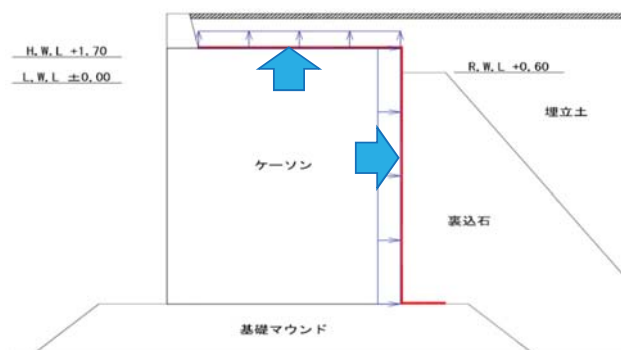 H.W.L +1.70
L.W.L ±0.00
R.W.L +0.60
埋立土
ケーソン
裏込石
基礎マウンド